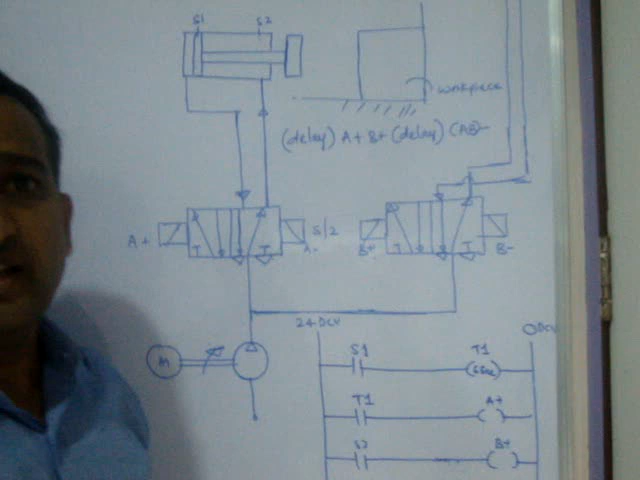 S1 S2
workpiece
(delay) A+ B+ (delay) (AB)-
A+ S/2 A- B+ B-
24 DCV 0 DCV
M S1 T1
5sec
T1 A+
S2 B+